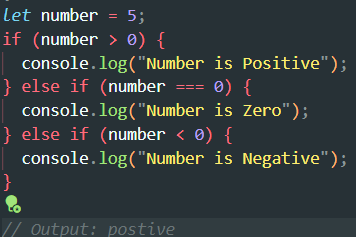 let number = 5;
if (number > 0) {
  console.log("Number is Positive");
} else if (number === 0) {
  console.log("Number is Zero");
} else if (number < 0) {
  console.log("Number is Negative");
}
// Output: postive